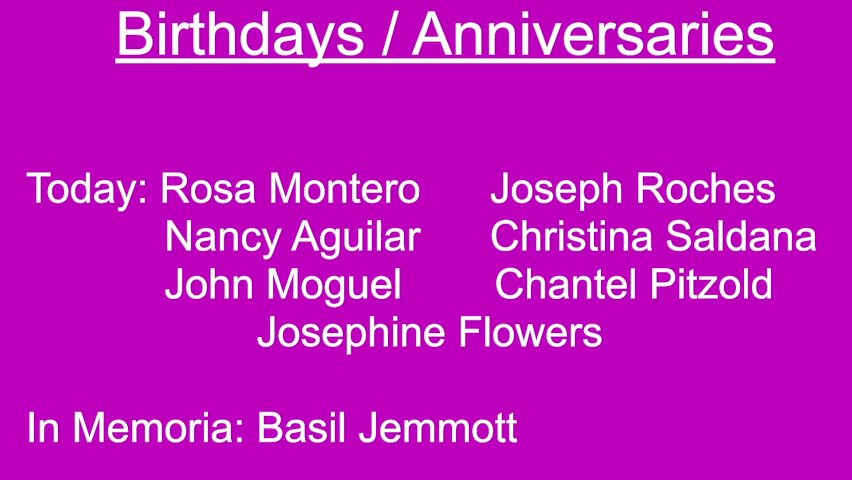 Birthdays / Anniversaries
Today: Rosa Montero Joseph Roches
Nancy Aguilar Christina Saldana
John Moguel Chantel Pitzold
Josephine Flowers
In Memoria: Basil Jemmott